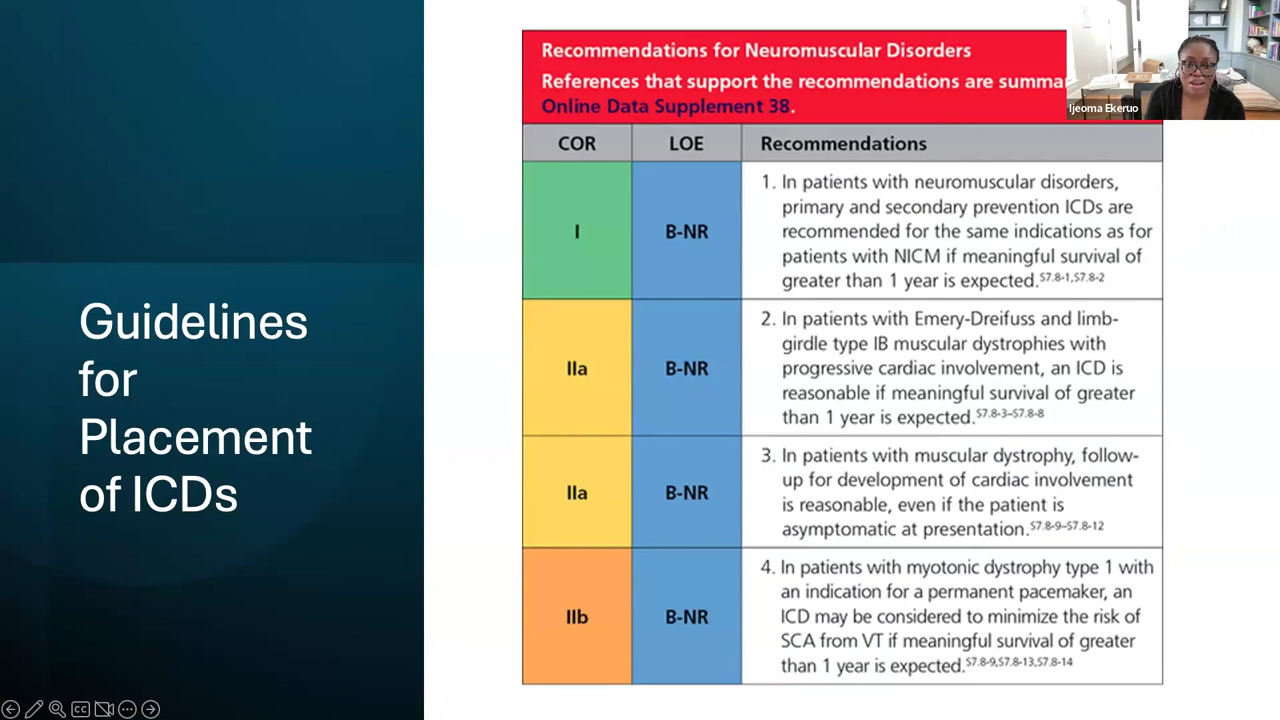 Guidelines
for
Placement
of ICDs
Recommendations for Neuromuscular Disorders
References that support the recommendations are summar
Online Data Supplement 38.
Ijeoma Ekeruo
COR LOE Recommendations
I B-NR
1. In patients with neuromuscular disorders,
primary and secondary prevention ICDs are
recommended for the same indications as for
patients with NICM if meaningful survival of
greater than 1 year is expected.S7.8-1,S7.8-2
IIa B-NR
2. In patients with Emery-Dreifuss and limb-
girdle type IB muscular dystrophies with
progressive cardiac involvement, an ICD is
reasonable if meaningful survival of greater
than 1 year is expected.S7.8-3–S7.8-8
IIa B-NR
3. In patients with muscular dystrophy, follow-
up for development of cardiac involvement
is reasonable, even if the patient is
asymptomatic at presentation.S7.8-9–S7.8-12
IIb B-NR
4. In patients with myotonic dystrophy type 1 with
an indication for a permanent pacemaker, an
ICD may be considered to minimize the risk of
SCA from VT if meaningful survival of greater
than 1 year is expected.S7.8-9,S7.8-13,S7.8-14
CC